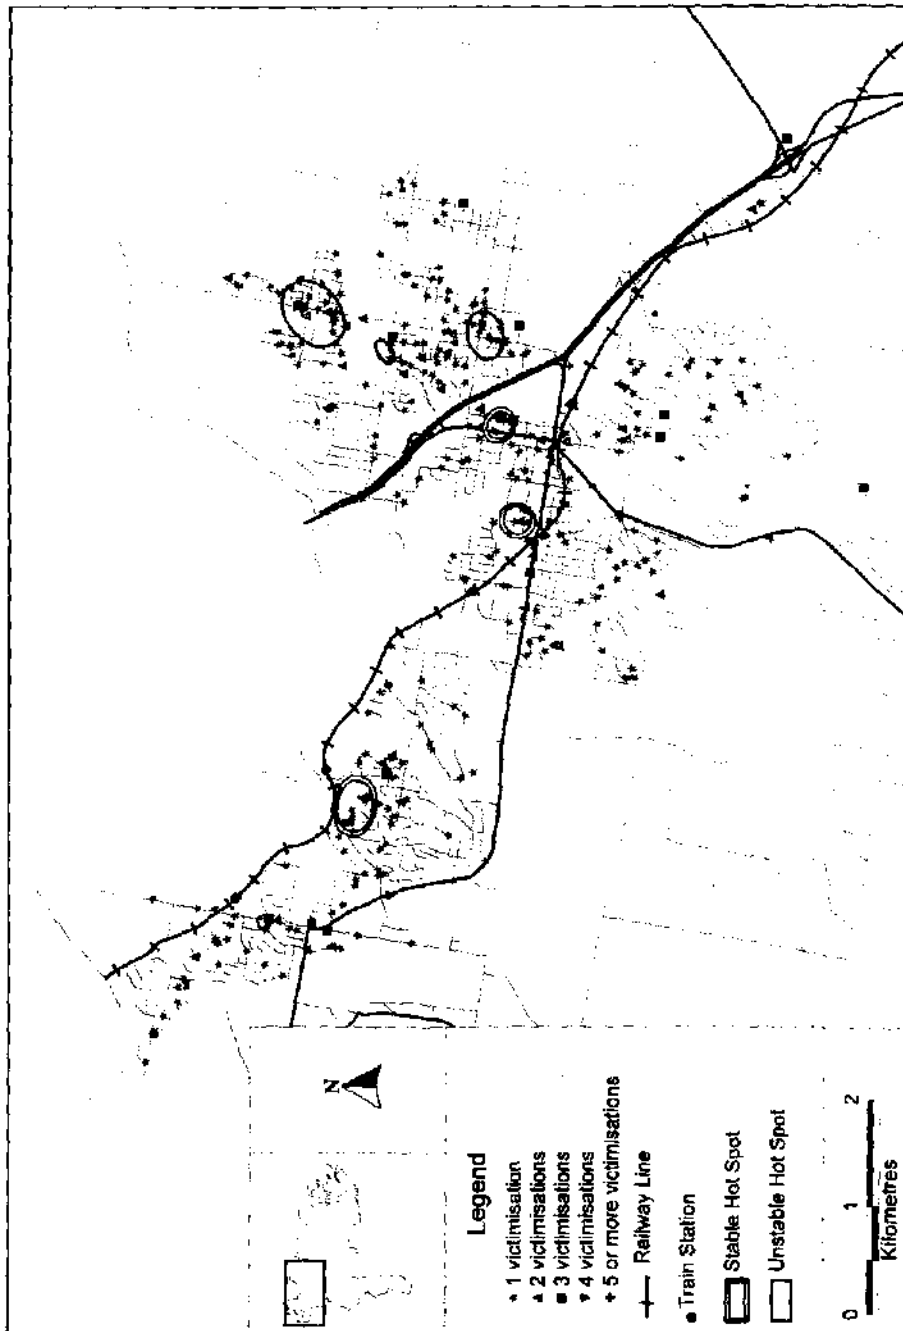 N
Legend
1 victimisation
2 victimisations
3 victimisations
4 victimisations
5 or more victimisations
Railway Line
Train Station
Stable Hot Spot
Unstable Hot Spot
0 1 2
Kilometres